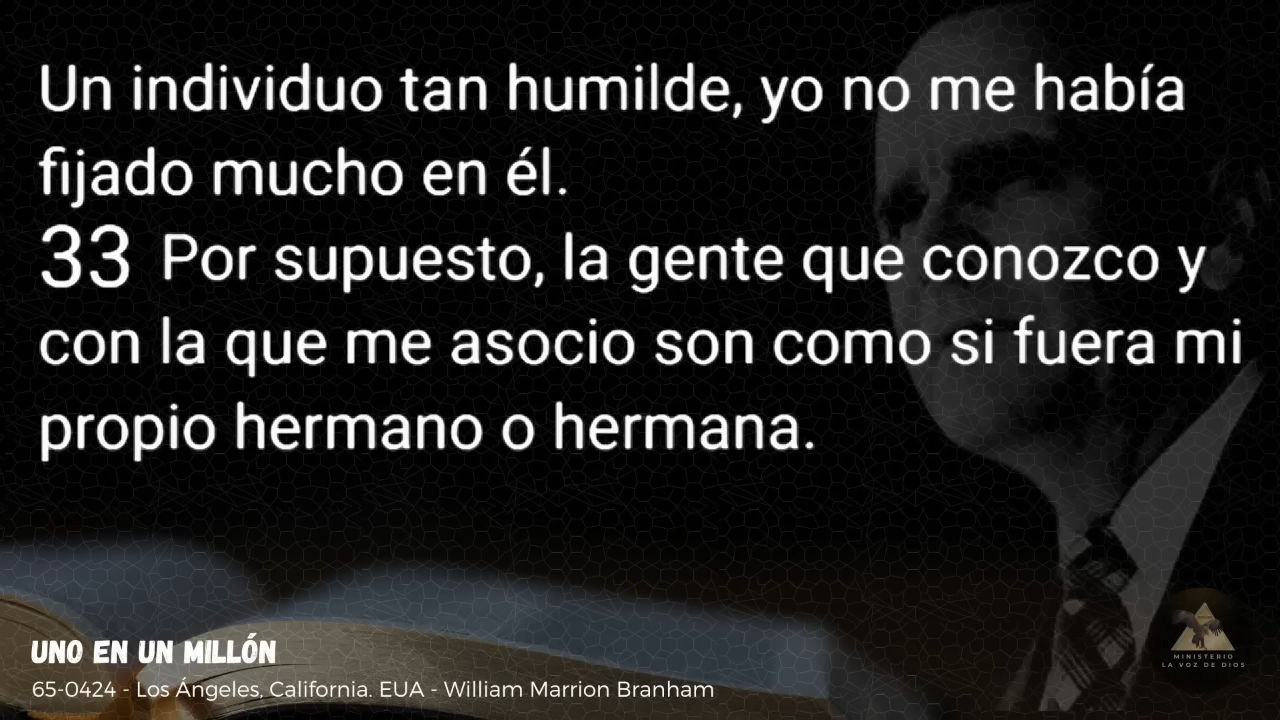 Un individuo tan humilde, yo no me había
fijado mucho en él.
33 Por supuesto, la gente que conozco y
con la que me asocio son como si fuera mi
propio hermano o hermana.
UNO EN UN MILLÓN
65-0424 - Los Ángeles, California. EUA - William Marrion Branham
MINISTERIO
LA VOZ DE DIOS